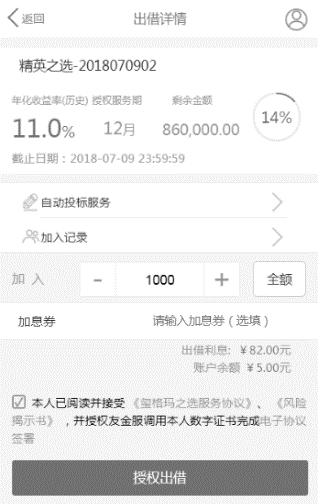 返回 出借详情
精英之选-2018070902
年化收益率(历史) 授权服务期 剩余金额
11.0% 12月 860,000.00 14%
截止日期：2018-07-09 23:59:59
自动投标服务
加入记录
加 入 - 1000 + 全额
加息券 请输入加息券（选填）
出借利息: ¥82.00元
账户余额 ¥5.00元
本人已阅读并接受 《玺格玛之选服务协议》、《风险
揭示书》，并授权友金服调用本人数字证书完成电子协议
签署
授权出借